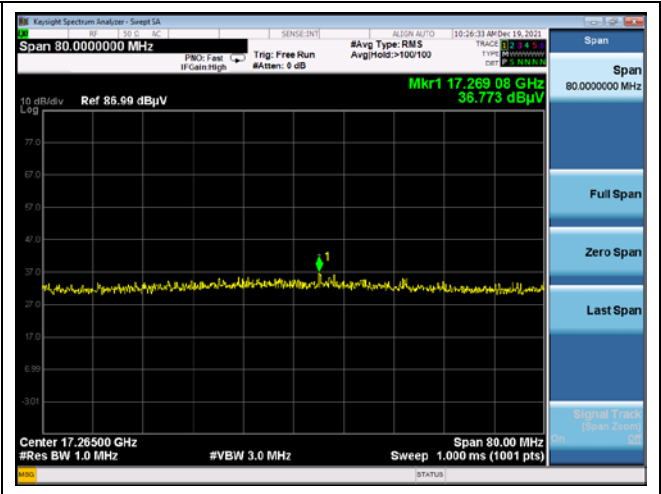 Keysight Spectrum Analyzer - Swept SA
RF 50 Ω AC SENSE:INT ALIGN AUTO 10:26:33 AM Dec 19, 2021
Span 80.0000000 MHz
PNO: Fast
IFGain:High
Trig: Free Run
#Atten: 0 dB
#Avg Type: RMS
Avg|Hold:>100/100
TRACE 1 2 3 4 5 6
TYPE M
DET P S N N N N
Mkr1 17.269 08 GHz
36.773 dBµV
10 dB/div Ref 86.99 dBµV
Log
77.0
67.0
57.0
47.0
37.0
27.0
17.0
6.99
-3.01
1
Center 17.26500 GHz
Span 80.00 MHz
#Res BW 1.0 MHz
#VBW 3.0 MHz
Sweep 1.000 ms (1001 pts)
MSG
STATUS
Span
Span
80.0000000 MHz
Full Span
Zero Span
Last Span
Signal Track
(Span Zoom)
On Off